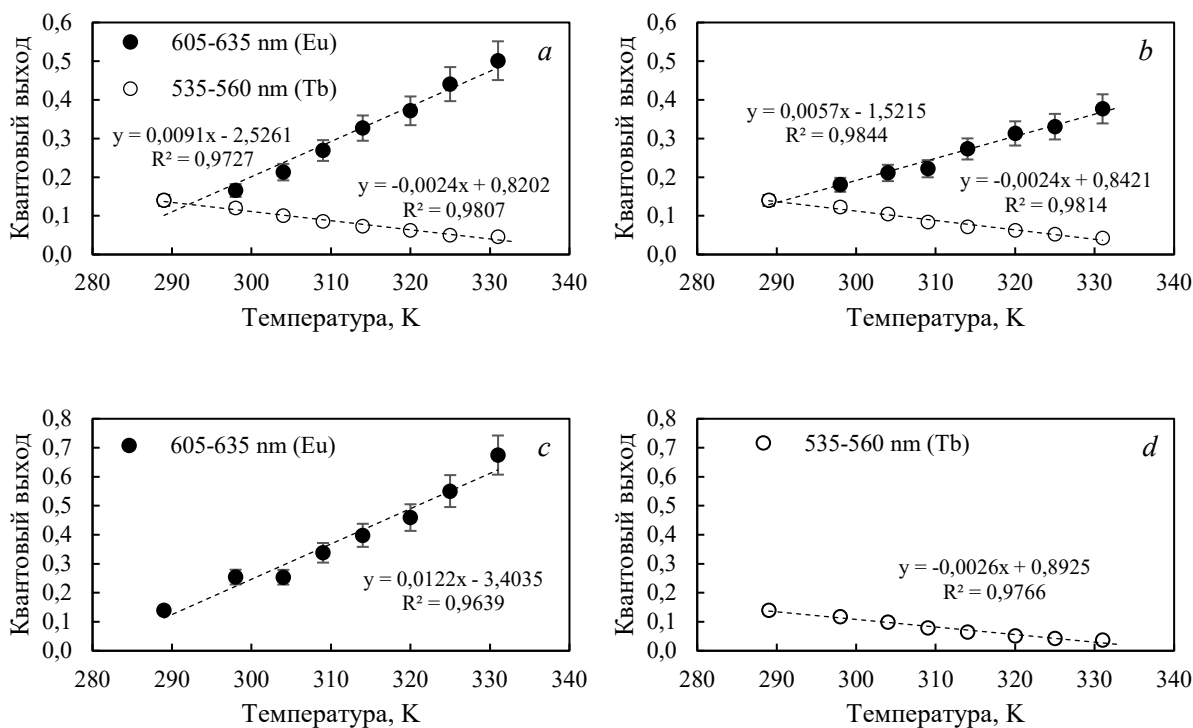 Квантовый выход
0,6
0,5
0,4
0,3
0,2
0,1
0,0
605-635 nm (Eu)
535-560 nm (Tb)
a
y = 0,0091x - 2,5261
R² = 0,9727
y = -0,0024x + 0,8202
R² = 0,9807
280 290 300 310 320 330 340
Температура, K
Квантовый выход
0,6
0,5
0,4
0,3
0,2
0,1
0,0
b
y = 0,0057x - 1,5215
R² = 0,9844
y = -0,0024x + 0,8421
R² = 0,9814
280 290 300 310 320 330 340
Температура, K
Квантовый выход
0,8
0,7
0,6
0,5
0,4
0,3
0,2
0,1
0,0
605-635 nm (Eu)
c
y = 0,0122x - 3,4035
R² = 0,9639
280 290 300 310 320 330 340
Температура, K
Квантовый выход
0,8
0,7
0,6
0,5
0,4
0,3
0,2
0,1
0,0
535-560 nm (Tb)
d
y = -0,0026x + 0,8925
R² = 0,9766
280 290 300 310 320 330 340
Температура, K